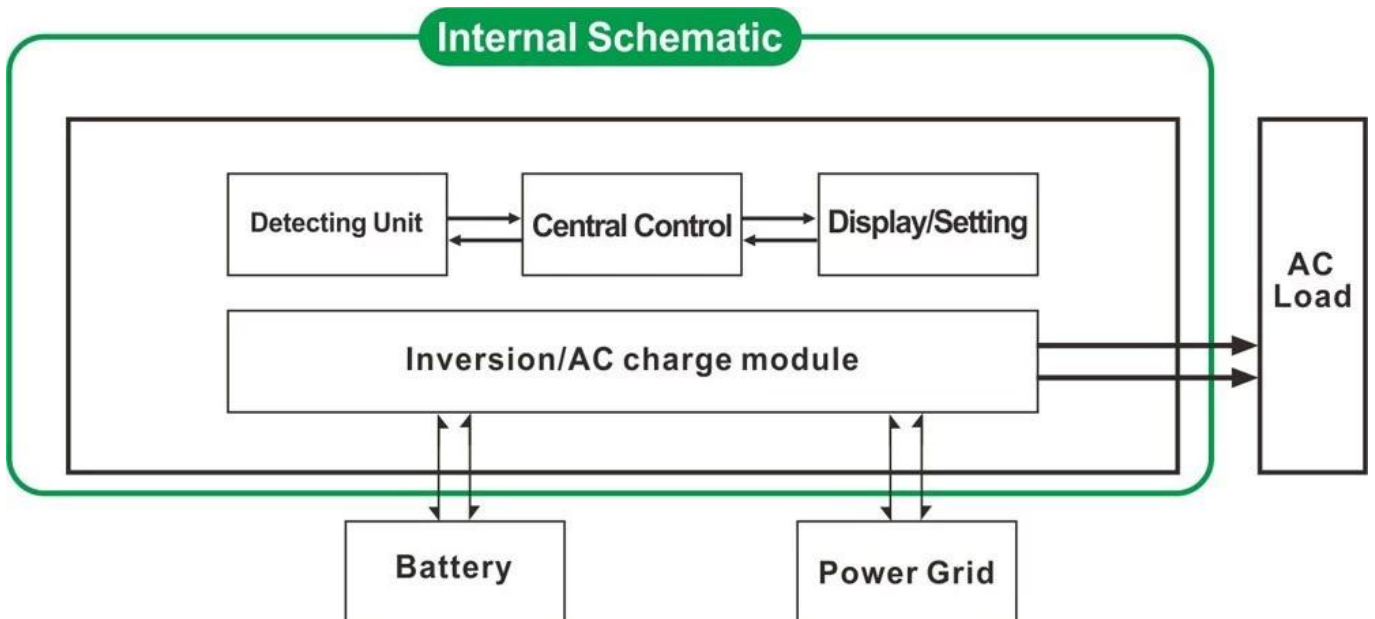 Internal Schematic
Detecting Unit
Central Control
Display/Setting
AC
Load
Inversion/AC charge module
Battery
Power Grid